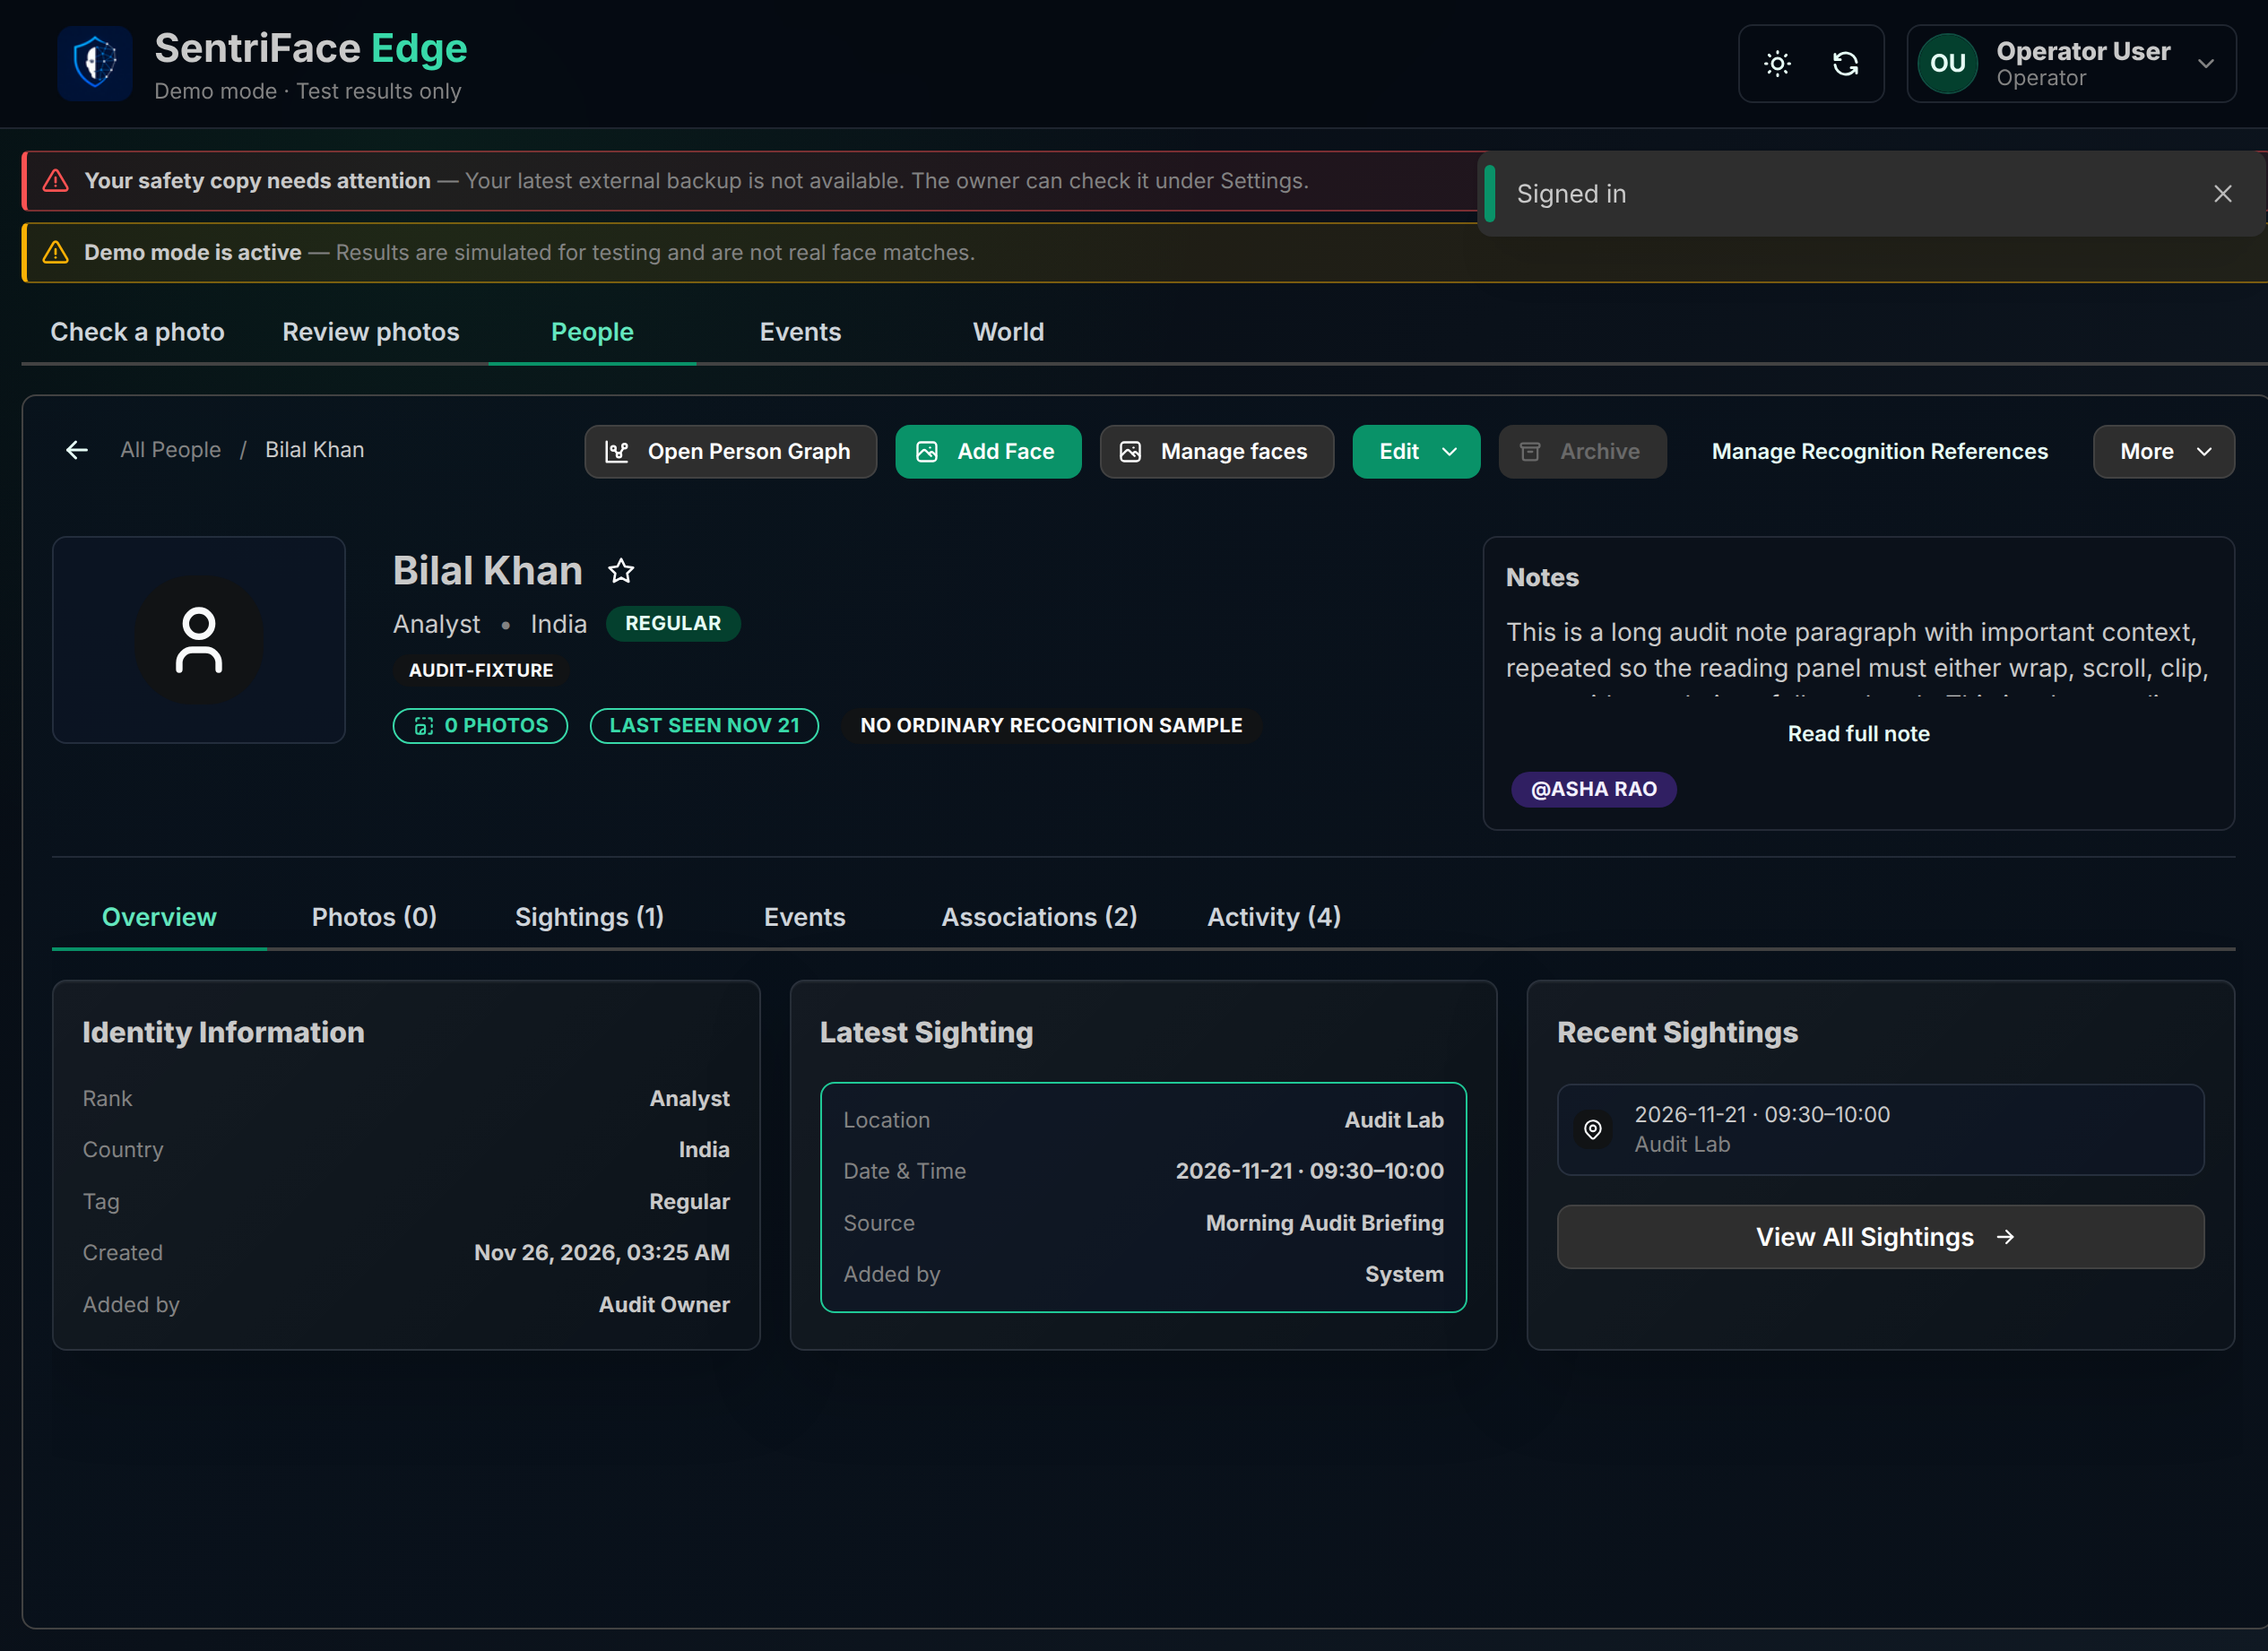 SentriFace Edge
Demo mode · Test results only
OU
Operator User
Operator
Your safety copy needs attention — Your latest external backup is not available. The owner can check it under Settings.
Signed in
Demo mode is active — Results are simulated for testing and are not real face matches.
Check a photo
Review photos
People
Events
World
All People / Bilal Khan
Open Person Graph
Add Face
Manage faces
Edit
Archive
Manage Recognition References
More
Bilal Khan
Analyst • India REGULAR
AUDIT-FIXTURE
0 PHOTOS
LAST SEEN NOV 21
NO ORDINARY RECOGNITION SAMPLE
Notes
This is a long audit note paragraph with important context,
repeated so the reading panel must either wrap, scroll, clip,
Read full note
@ASHA RAO
Overview
Photos (0)
Sightings (1)
Events
Associations (2)
Activity (4)
Identity Information
Rank Analyst
Country India
Tag Regular
Created Nov 26, 2026, 03:25 AM
Added by Audit Owner
Latest Sighting
Location Audit Lab
Date & Time 2026-11-21 · 09:30–10:00
Source Morning Audit Briefing
Added by System
Recent Sightings
2026-11-21 · 09:30–10:00
Audit Lab
View All Sightings →